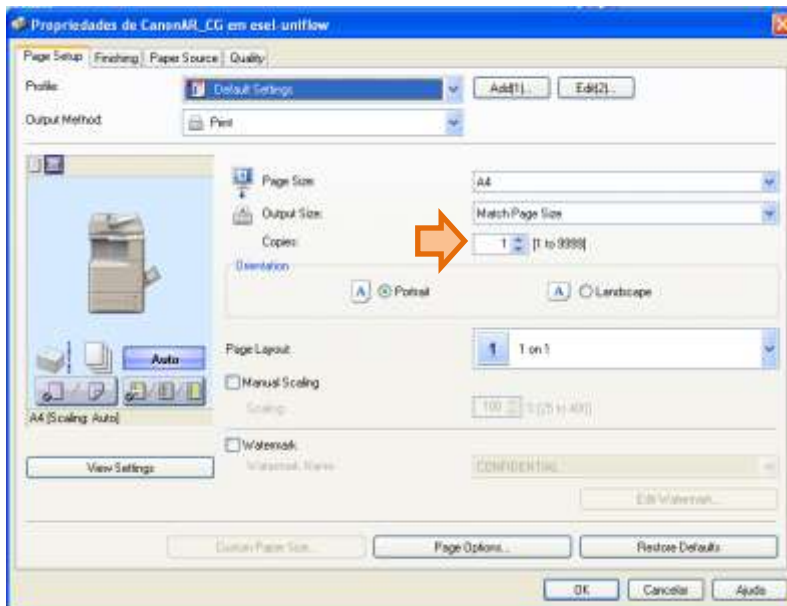 Propriedades de CanonAR_CG em esel-uniflow
Page Setup Finishing Paper Source Quality
Profile: Default Settings Add(1)... Edit(2)...
Output Method: Print
Page Size: A4
Output Size: Match Page Size
Copies: 1 [1 to 9999]
Orientation
A Portrait A Landscape
Auto
Page Layout: 1 1 on 1
Manual Scaling
Scaling: 100 % [25 to 400]
A4 [Scaling: Auto]
Watermark
Watermark Name: CONFIDENTIAL
View Settings
Edit Watermark...
Custom Paper Size... Page Options... Restore Defaults
OK Cancelar Ajuda